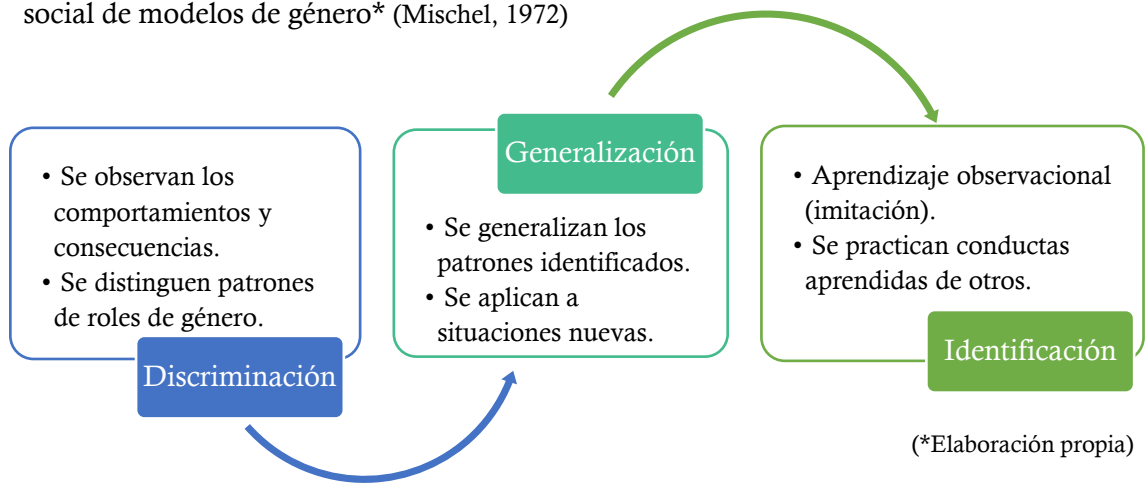 social de modelos de género* (Mischel, 1972)
• Se observan los
comportamientos y
consecuencias.
• Se distinguen patrones
de roles de género.
Discriminación
Generalización
• Se generalizan los
patrones identificados.
• Se aplican a
situaciones nuevas.
• Aprendizaje observacional
(imitación).
• Se practican conductas
aprendidas de otros.
Identificación
(*Elaboración propia)